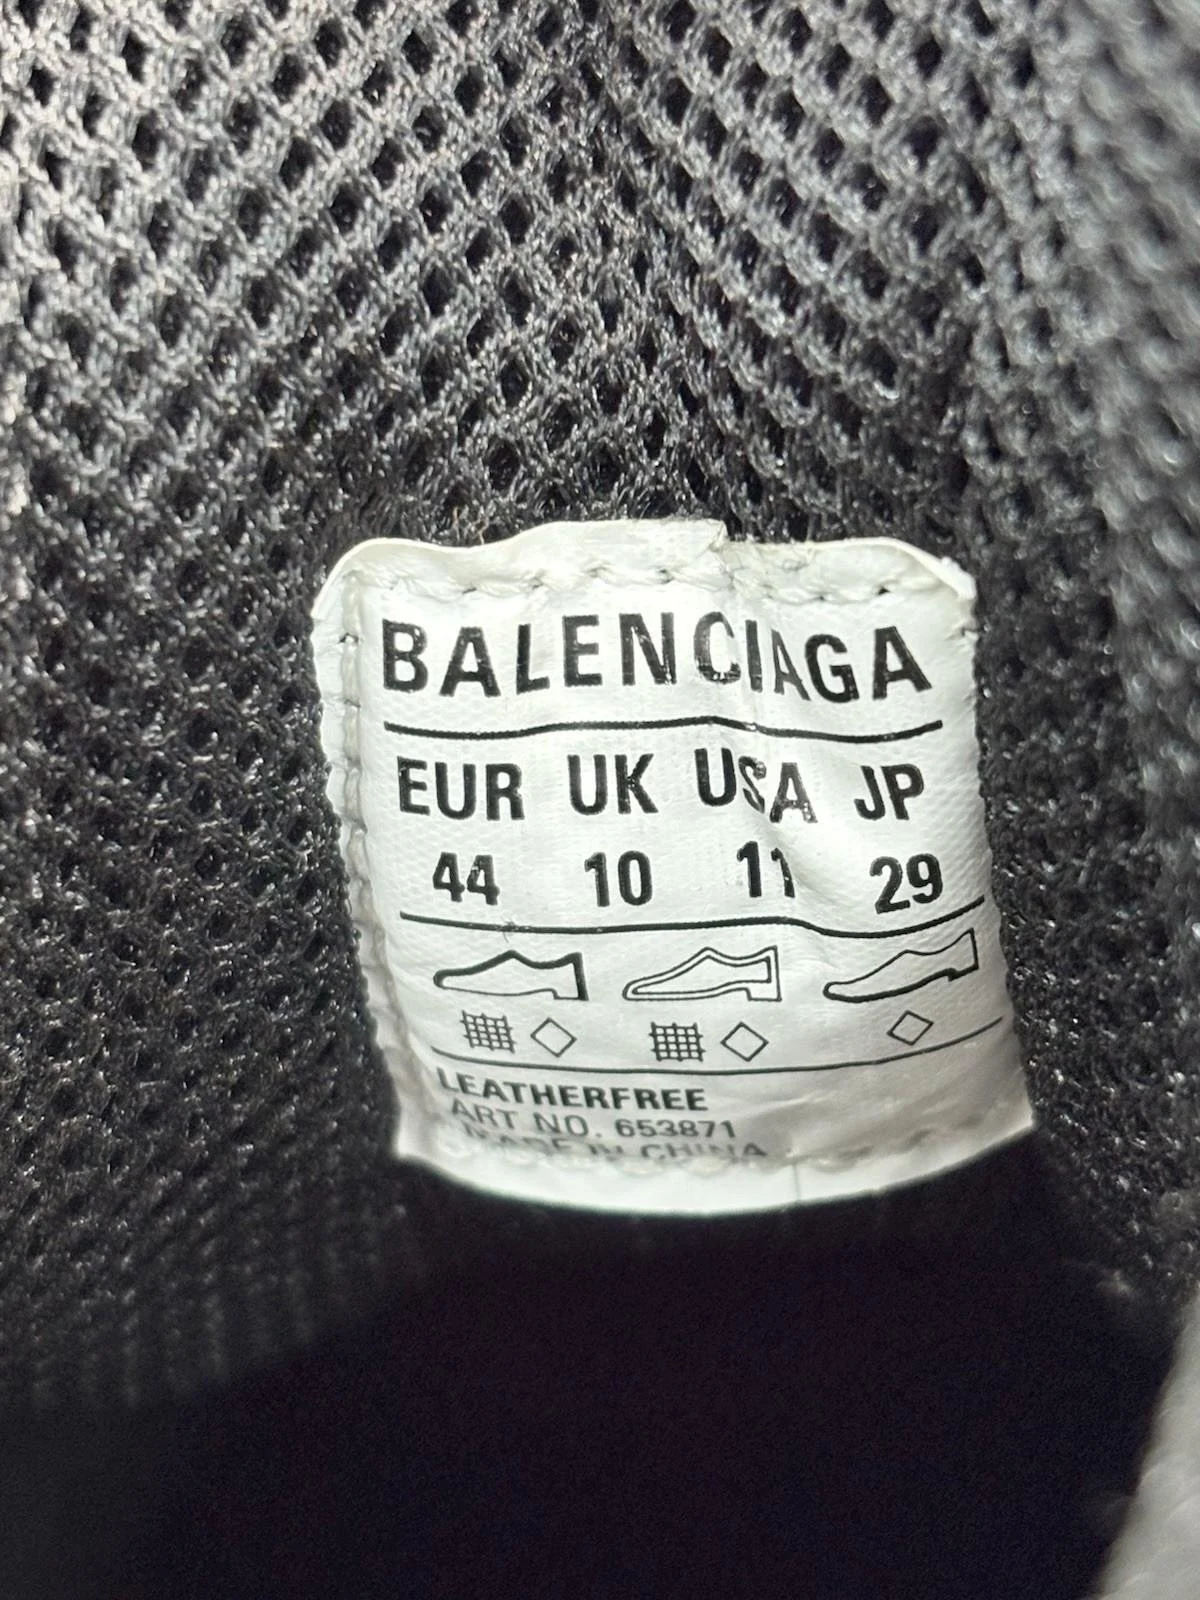 BALENCIAGA
EUR UK USA JP
44 10 11 29
LEATHERFREE
ART NO. 653871
MADE IN CHINA